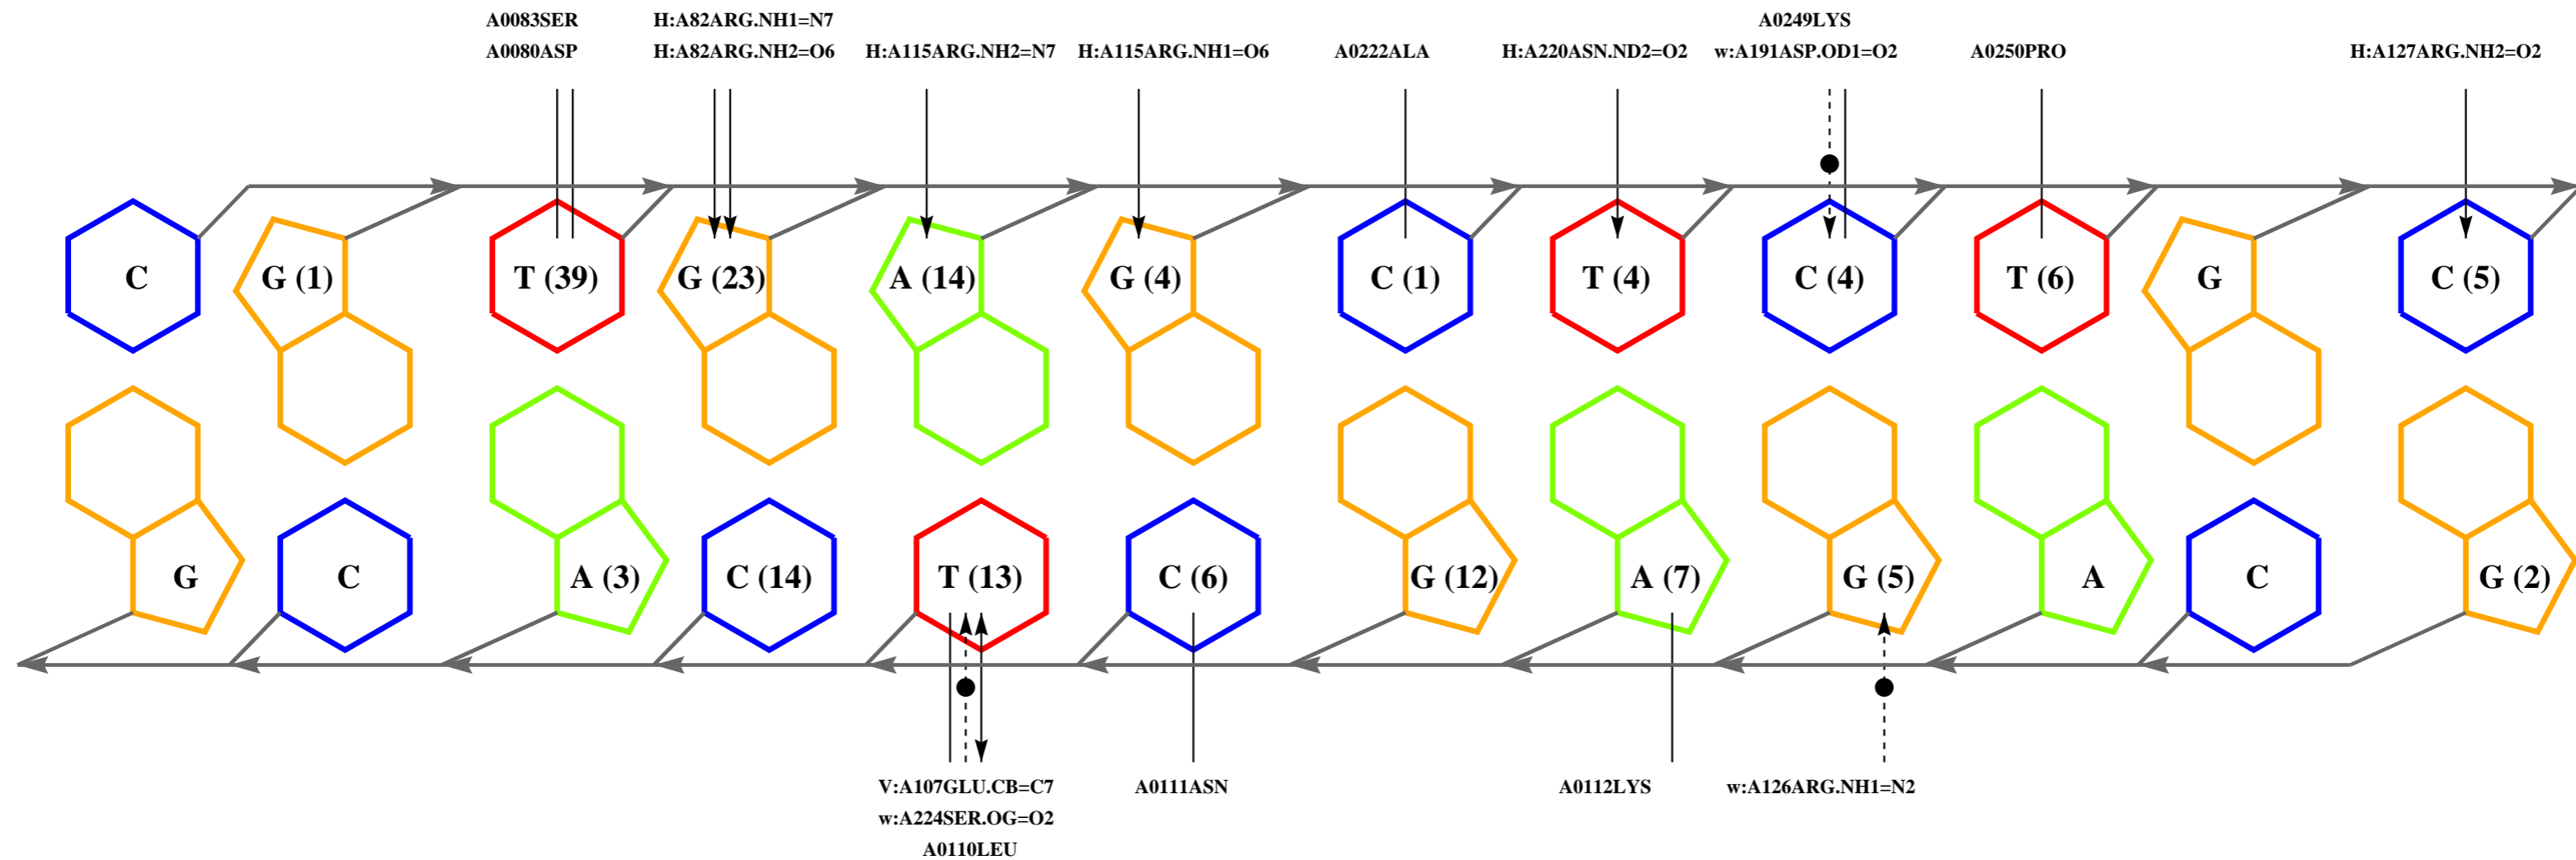 A0083SER H:A82ARG.NH1=N7 A0249LYS
A0080ASP H:A82ARG.NH2=O6 H:A115ARG.NH2=N7 H:A115ARG.NH1=O6 A0222ALA H:A220ASN.ND2=O2 w:A191ASP.OD1=O2 A0250PRO H:A127ARG.NH2=O2
C G (1) T (39) G (23) A (14) G (4) C (1) T (4) C (4) T (6) G C (5)
G C A (3) C (14) T (13) C (6) G (12) A (7) G (5) A C G (2)
V:A107GLU.CB=C7 A0111ASN A0112LYS w:A126ARG.NH1=N2
w:A224SER.OG=O2
A0110LEU